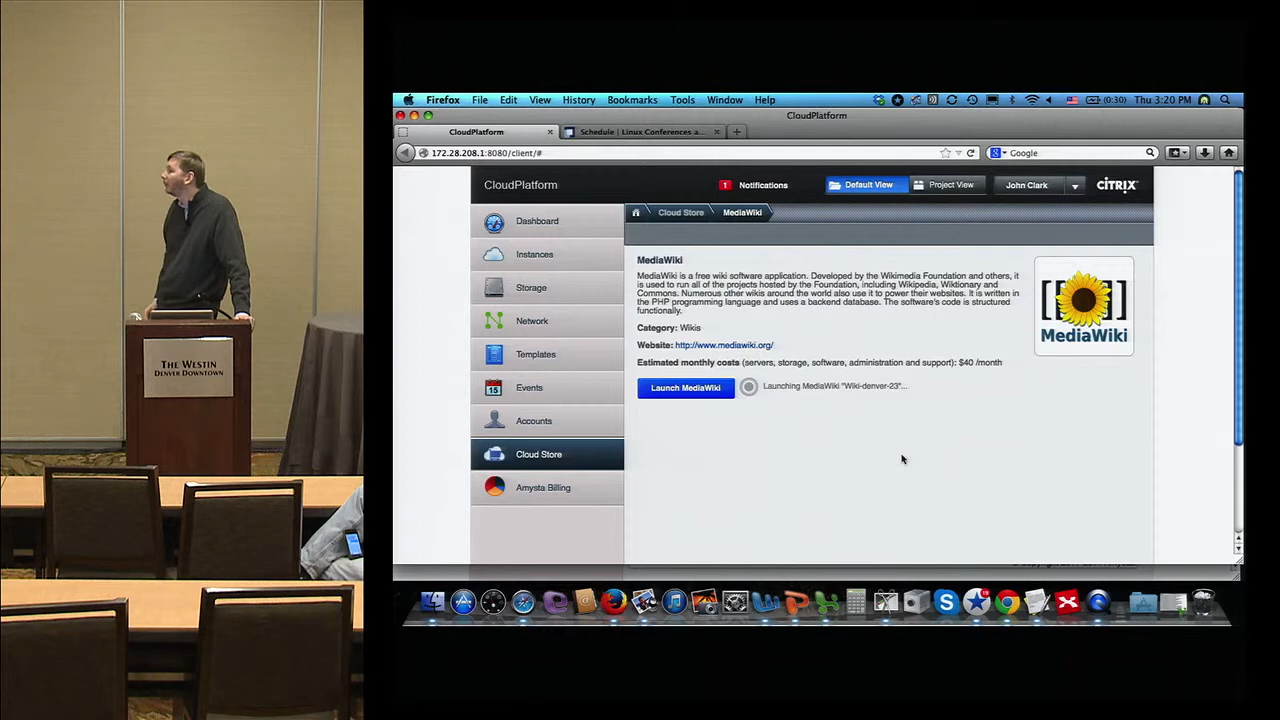 THE WESTIN
DENVER DOWNTOWN
Firefox File Edit View History Bookmarks Tools Window Help
(0:30) Thu 3:20 PM
CloudPlatform
CloudPlatform
Schedule | Linux Conferences a...
172.28.208.1:8080/client/#
Google
CloudPlatform
1 Notifications
Default View
Project View
John Clark
CITRIX
Dashboard
Instances
Storage
Network
Templates
15
Events
Accounts
Cloud Store
Amysta Billing
Cloud Store
MediaWiki
MediaWiki
MediaWiki is a free wiki software application. Developed by the Wikimedia Foundation and others, it
is used to run all of the projects hosted by the Foundation, including Wikipedia, Wiktionary and
Commons. Numerous other wikis around the world also use it to power their websites. It is written in
the PHP programming language and uses a backend database. The software's code is structured
functionally.
Category: Wikis
Website: http://www.mediawiki.org/
Estimated monthly costs (servers, storage, software, administration and support): $40 /month
Launch MediaWiki
Launching MediaWiki "Wiki-denver-23"...
[[ ]]
MediaWiki